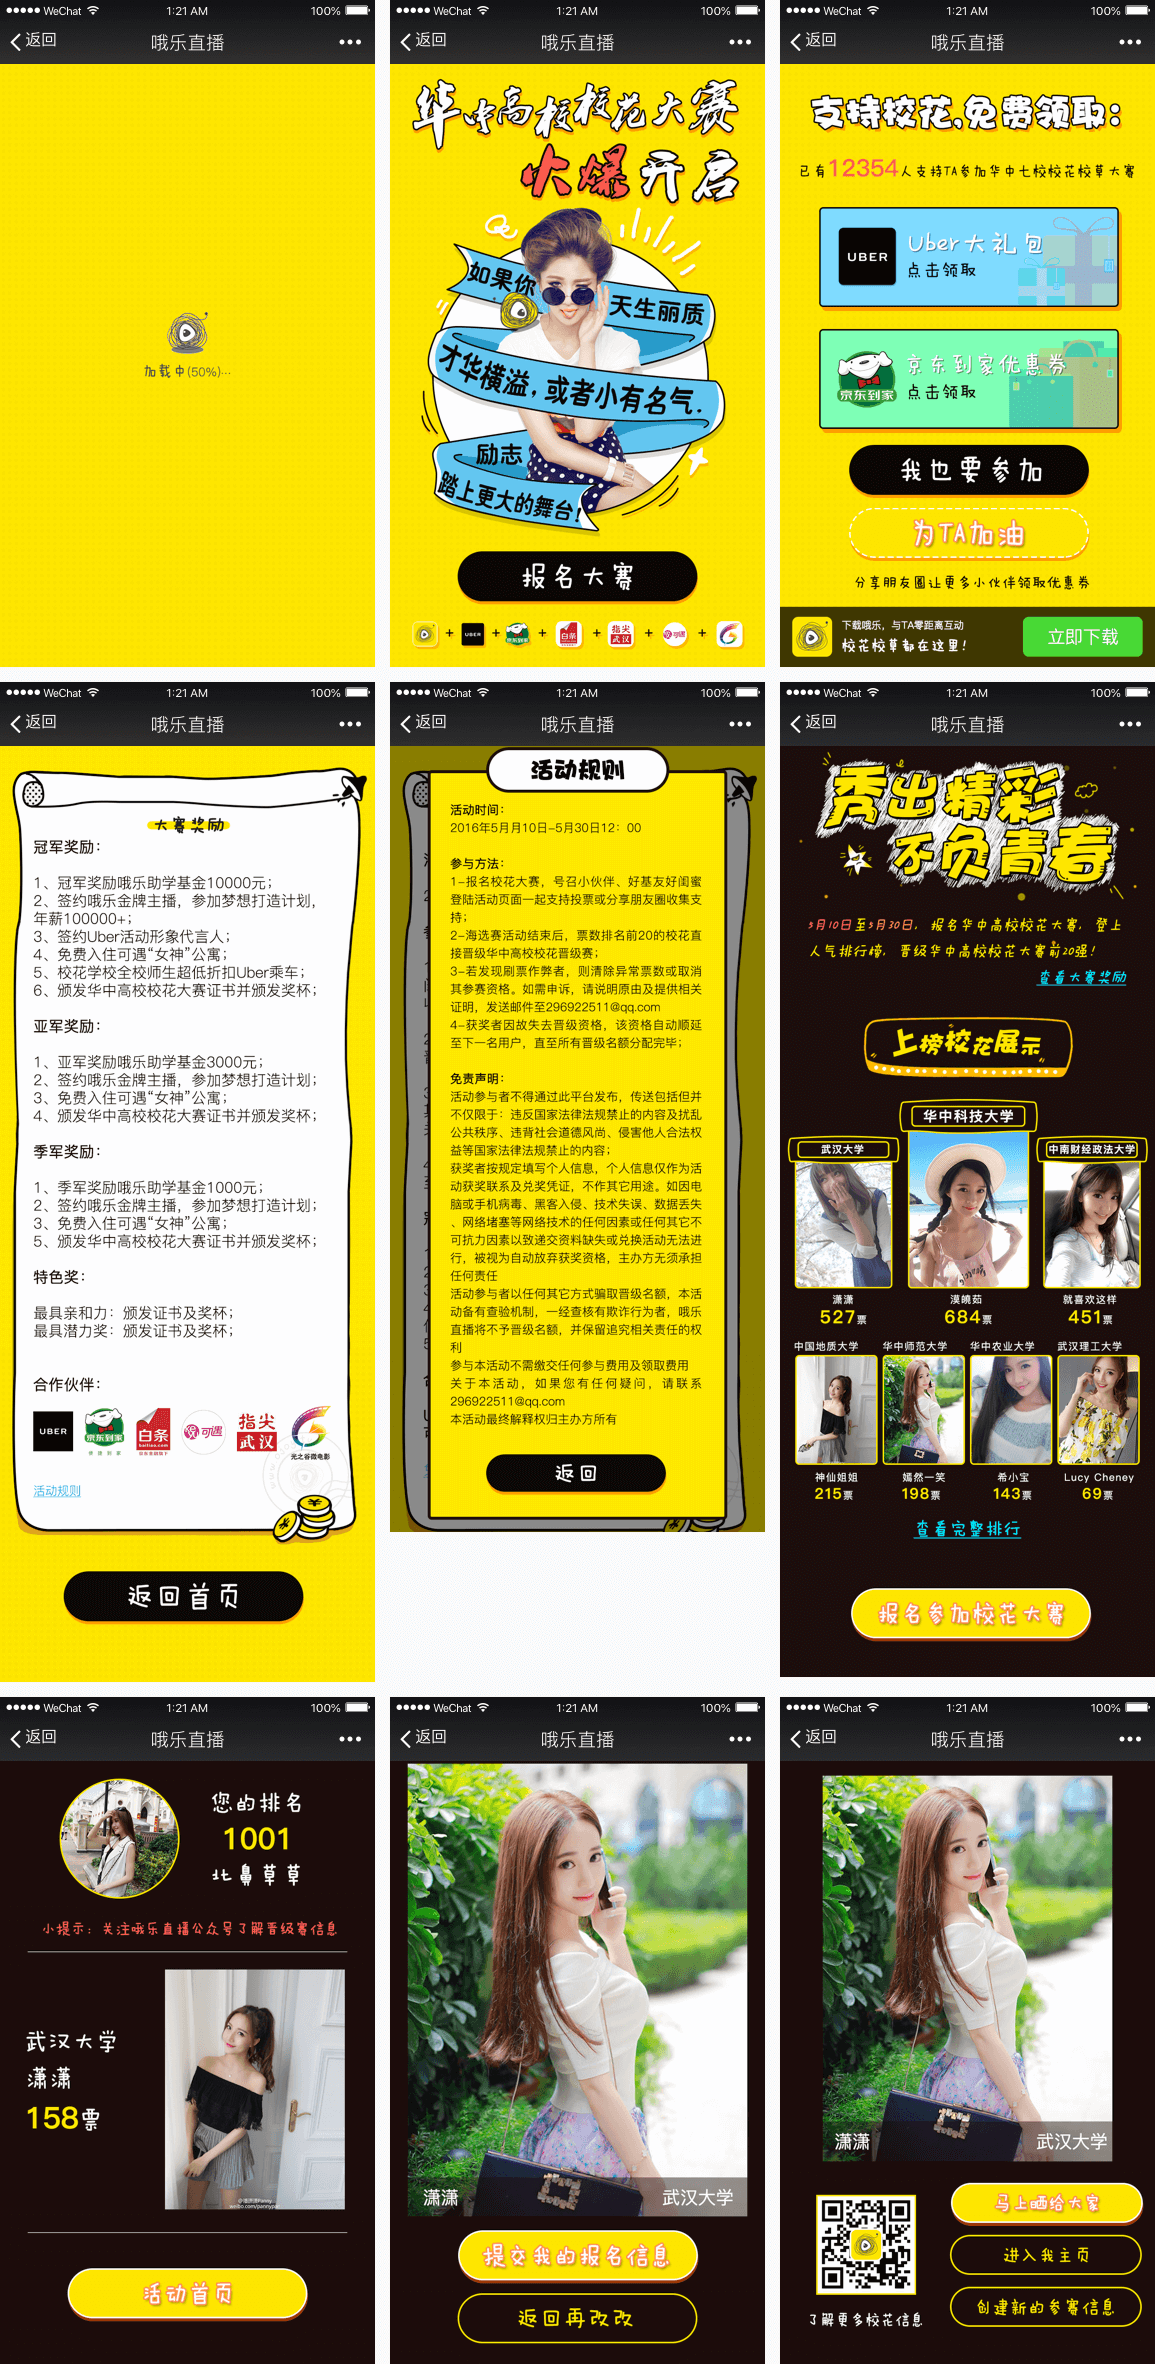 WeChat 1:21 AM 100%
返回 哦乐直播
加载中(50%)...
WeChat 1:21 AM 100%
返回 哦乐直播
华中高校校花大赛
火爆开启
如果你
天生丽质
才华横溢,或者小有名气.
励志
踏上更大的舞台!
报名大赛
+ UBER + 京东到家 + 白条 + 指尖武汉 + 可遇 +
WeChat 1:21 AM 100%
返回 哦乐直播
支持校花,免费领取:
已有12354人支持TA参加华中七校校花校草大赛
UBER
Uber大礼包
点击领取
京东到家
京东到家优惠券
点击领取
我也要参加
为TA加油
分享朋友圈让更多小伙伴领取优惠券
下载哦乐，与TA零距离互动
校花校草都在这里!
立即下载
WeChat 1:21 AM 100%
返回 哦乐直播
大赛奖励
冠军奖励：
1、冠军奖励哦乐助学基金10000元；
2、签约哦乐金牌主播，参加梦想打造计划，
年薪100000+；
3、签约Uber活动形象代言人；
4、免费入住可遇“女神”公寓；
5、校花学校全校师生超低折扣Uber乘车；
6、颁发华中高校校花大赛证书并颁发奖杯；
亚军奖励：
1、亚军奖励哦乐助学基金3000元；
2、签约哦乐金牌主播，参加梦想打造计划；
3、免费入住可遇“女神”公寓；
4、颁发华中高校校花大赛证书并颁发奖杯；
季军奖励：
1、季军奖励哦乐助学基金1000元；
2、签约哦乐金牌主播，参加梦想打造计划；
3、免费入住可遇“女神”公寓；
5、颁发华中高校校花大赛证书并颁发奖杯；
特色奖：
最具亲和力：颁发证书及奖杯；
最具潜力奖：颁发证书及奖杯；
合作伙伴：
UBER 京东到家 白条 可遇 指尖武汉 光之谷微电影
活动规则
返回首页
WeChat 1:21 AM 100%
返回 哦乐直播
活动规则
活动时间：
2016年5月月10日-5月30日12：00
参与方法：
1-报名校花大赛，号召小伙伴、好基友好闺蜜
登陆活动页面一起支持投票或分享朋友圈收集支
持；
2-海选赛活动结束后，票数排名前20的校花直
接晋级华中高校校花晋级赛；
3-若发现刷票作弊者，则清除异常票数或取消
其参赛资格。如需申诉，请说明原由及提供相关
证明，发送邮件至296922511@qq.com
4-获奖者因故失去晋级资格，该资格自动顺延
至下一名用户，直至所有晋级名额分配完毕；
免责声明：
活动参与者不得通过此平台发布，传送包括但并
不仅限于：违反国家法律法规禁止的内容及扰乱
公共秩序、违背社会道德风尚、侵害他人合法权
益等国家法律法规禁止的内容；
获奖者按规定填写个人信息，个人信息仅作为活
动获奖联系及兑奖凭证，不作其它用途。如因电
脑或手机病毒、黑客入侵、技术失误、数据丢失
、网络堵塞等网络技术的任何因素或任何其它不
可抗力因素以致递交资料缺失或兑换活动无法进
行，被视为自动放弃获奖资格，主办方无须承担
任何责任
活动参与者以任何其它方式骗取晋级名额，本活
动备有查验机制，一经查核有欺诈行为者，哦乐
直播将不予晋级名额，并保留追究相关责任的权
利
参与本活动不需缴交任何参与费用及领取费用
关于本活动，如果您有任何疑问，请联系
296922511@qq.com
本活动最终解释权归主办方所有
返回
WeChat 1:21 AM 100%
返回 哦乐直播
秀出精彩
不负青春
5月10日至5月30日，报名华中高校校花大赛，登上
人气排行榜，晋级华中高校校花大赛前20强!
查看大赛奖励
上榜校花展示
武汉大学 华中科技大学 中南财经政法大学
潇潇 漠皢茹 就喜欢这样
527票 684票 451票
中国地质大学 华中师范大学 华中农业大学 武汉理工大学
神仙姐姐 嫣然一笑 希小宝 Lucy Cheney
215票 198票 143票 69票
查看完整排行
报名参加校花大赛
WeChat 1:21 AM 100%
返回 哦乐直播
您的排名
1001
北鼻草草
小提示：关注哦乐直播公众号了解晋级赛信息
武汉大学
潇潇
158票
活动首页
WeChat 1:21 AM 100%
返回 哦乐直播
潇潇 武汉大学
提交我的报名信息
返回再改改
WeChat 1:21 AM 100%
返回 哦乐直播
潇潇 武汉大学
了解更多校花信息
马上晒给大家
进入我主页
创建新的参赛信息